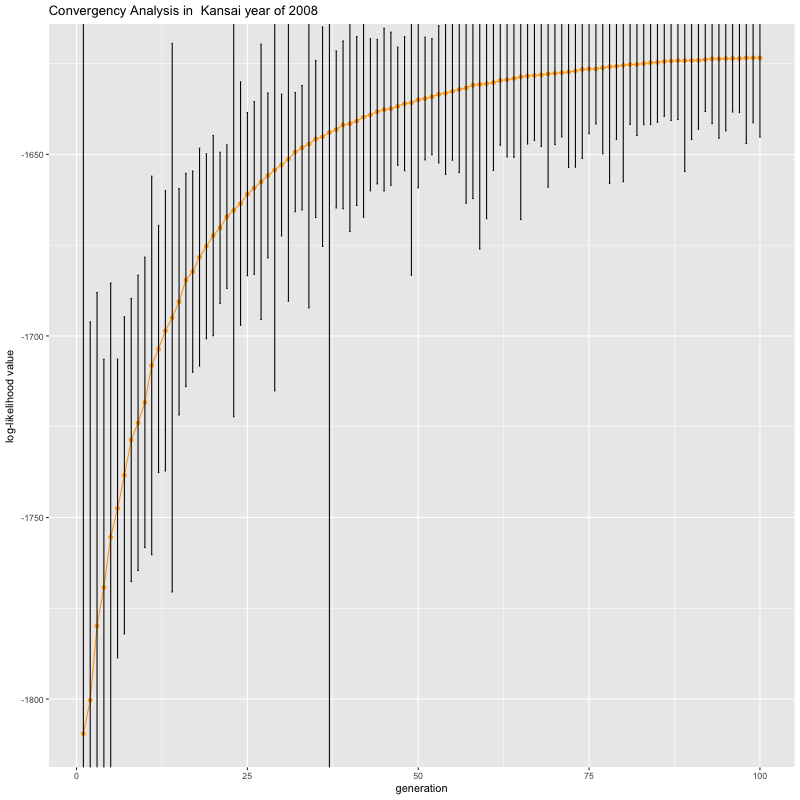 Convergency Analysis in  Kansai year of 2008
log-likelihood value
-1650
-1700
-1750
-1800
0 25 50 75 100
generation